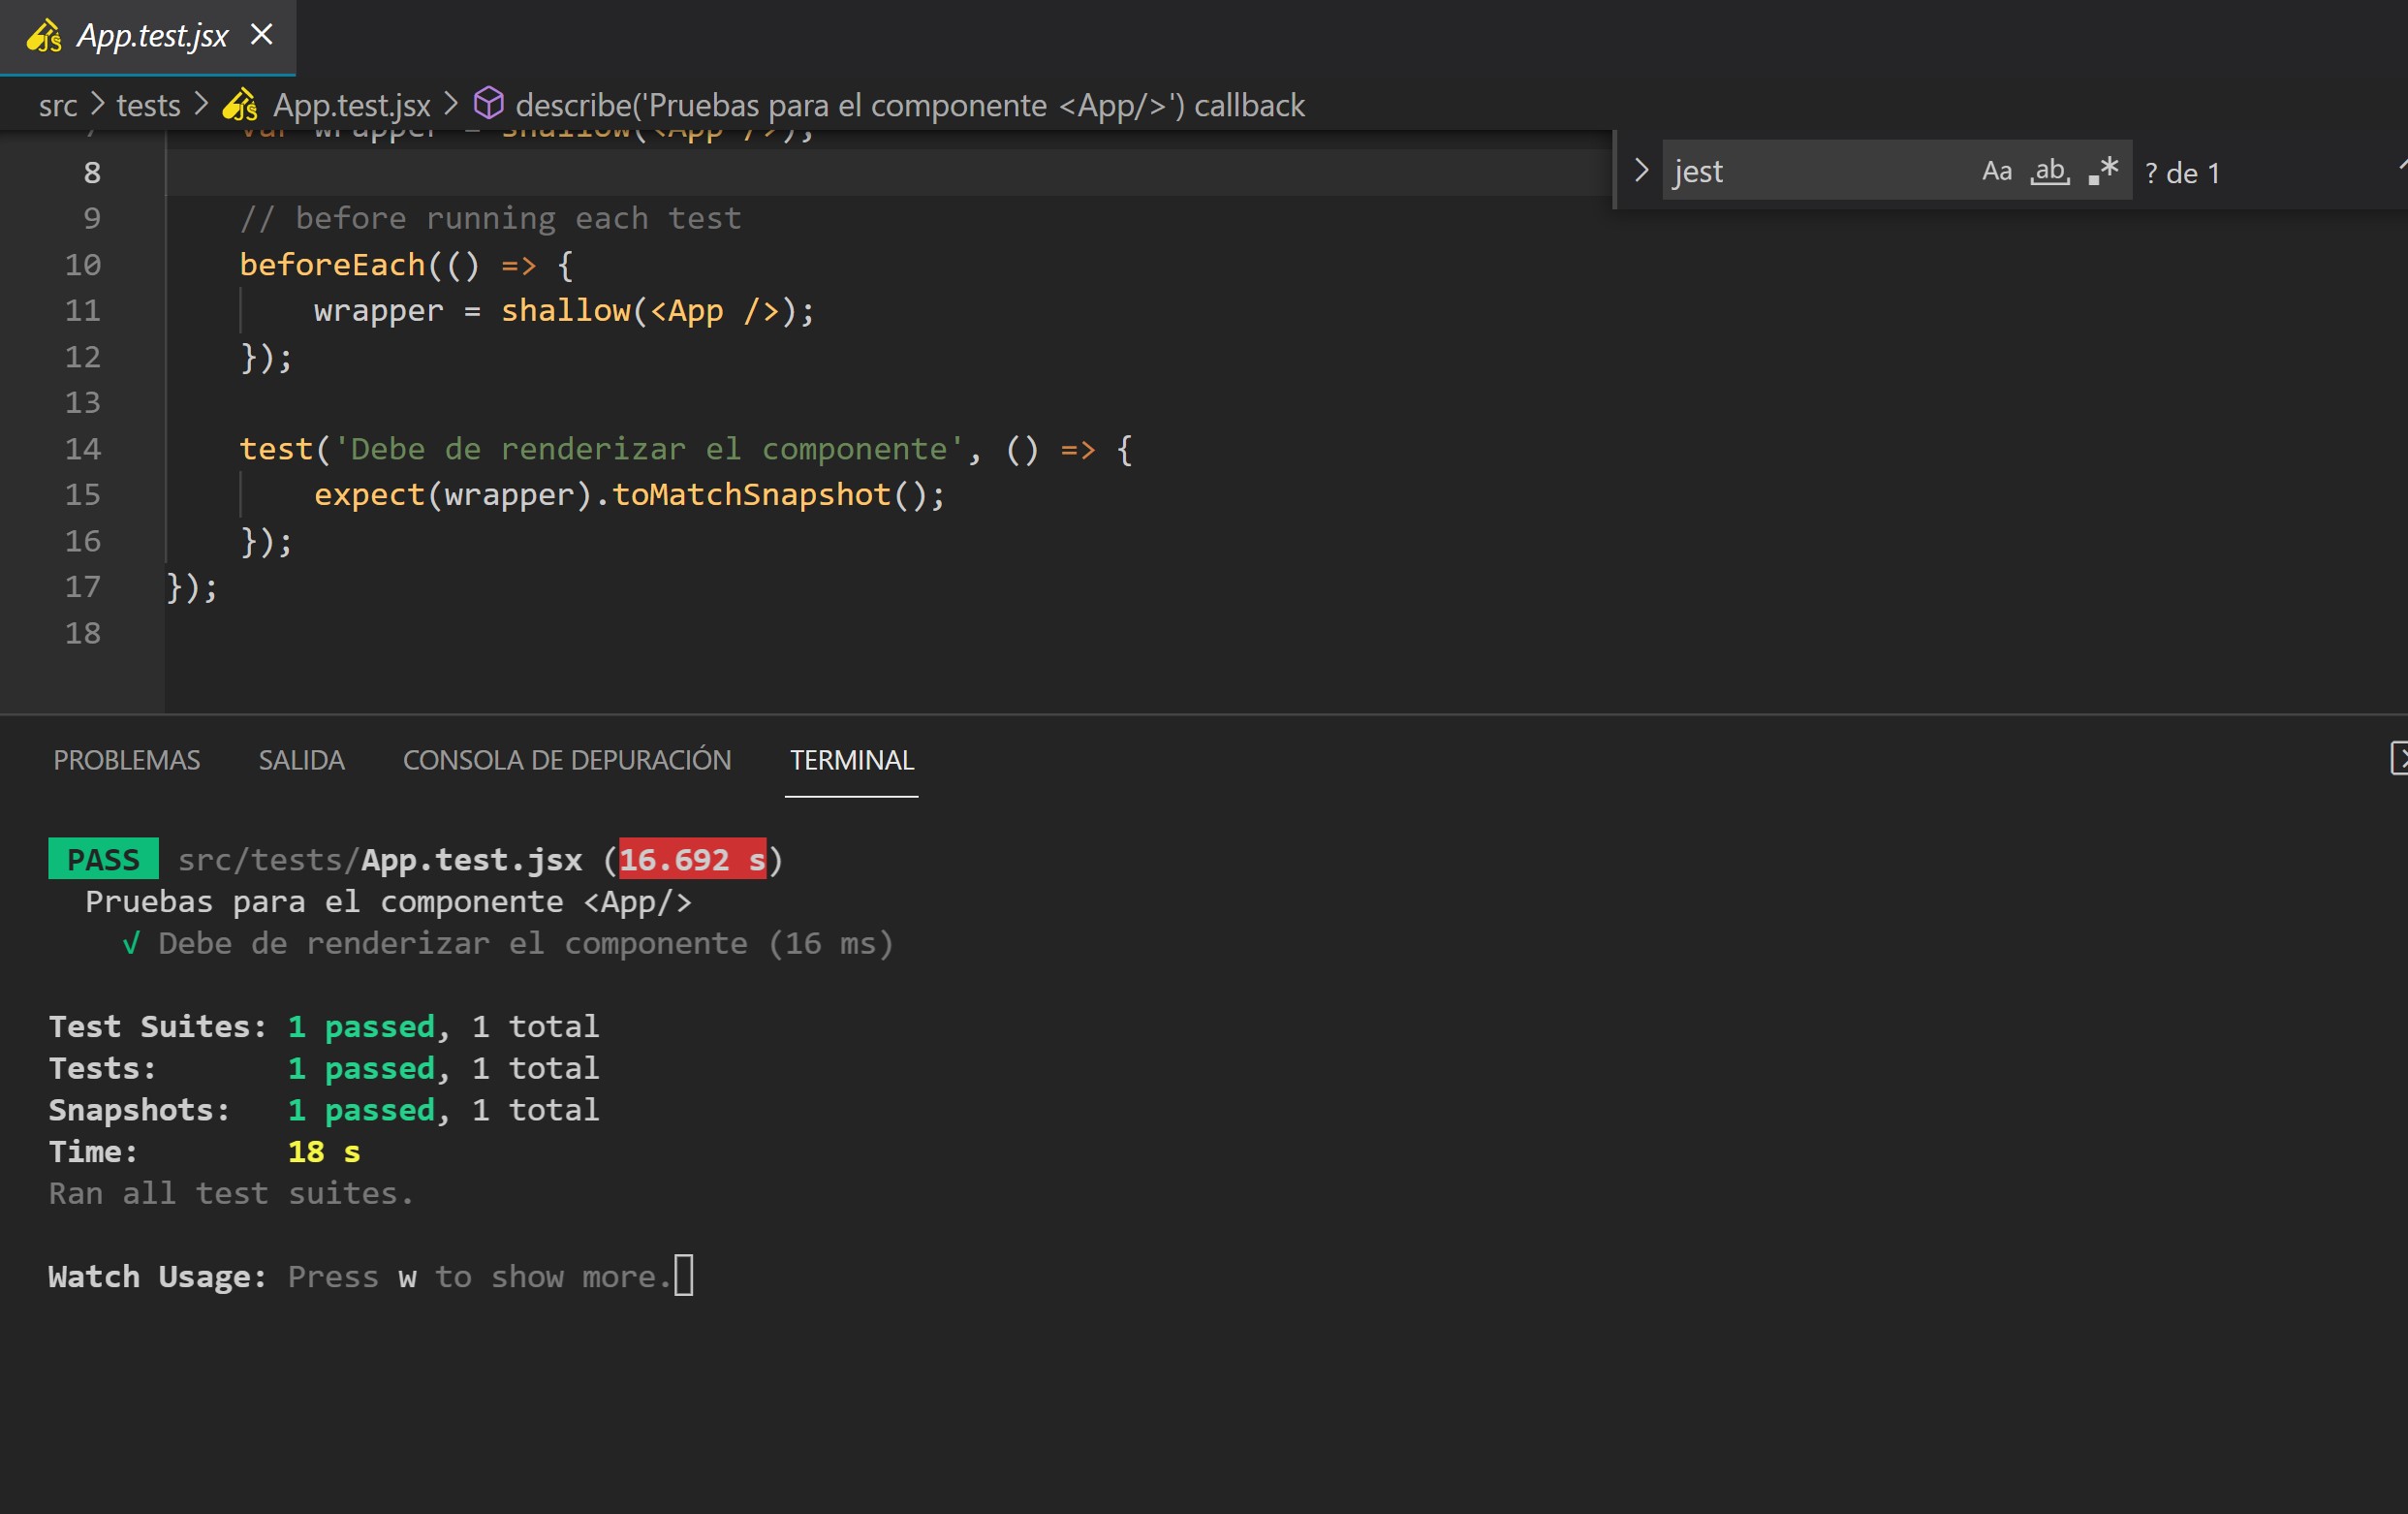 App.test.jsx
src > tests > App.test.jsx > describe('Pruebas para el componente <App/>') callback
7 var wrapper = shallow(<App />);
jest Aa ab .* ? de 1
8
9 // before running each test
10 beforeEach(() => {
11 wrapper = shallow(<App />);
12 });
13
14 test('Debe de renderizar el componente', () => {
15 expect(wrapper).toMatchSnapshot();
16 });
17 });
18
PROBLEMAS SALIDA CONSOLA DE DEPURACIÓN TERMINAL
PASS src/tests/App.test.jsx (16.692 s)
Pruebas para el componente <App/>
√ Debe de renderizar el componente (16 ms)
Test Suites: 1 passed, 1 total
Tests: 1 passed, 1 total
Snapshots: 1 passed, 1 total
Time: 18 s
Ran all test suites.
Watch Usage: Press w to show more.